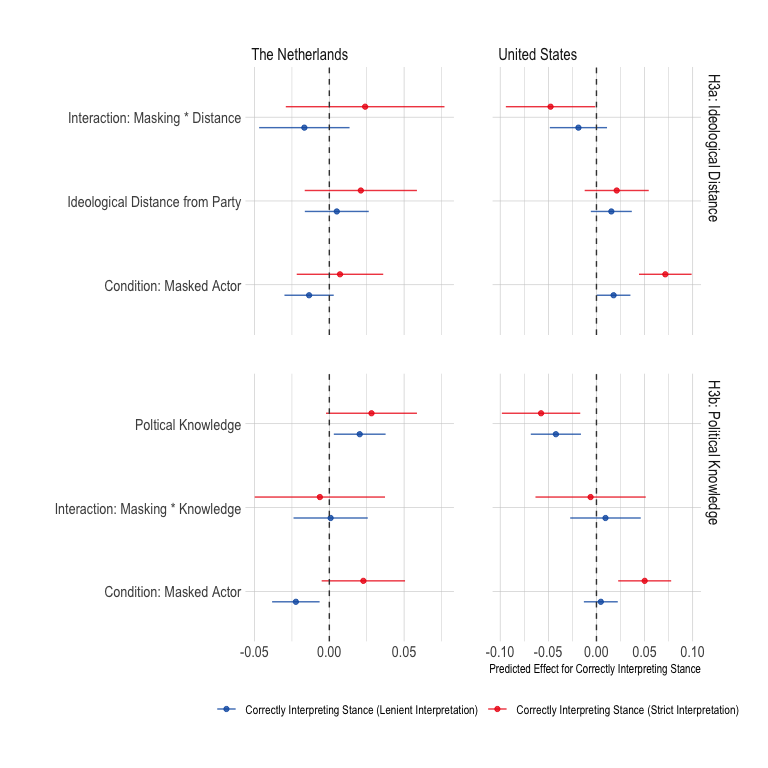 The Netherlands
United States
Interaction: Masking * Distance
Ideological Distance from Party
Condition: Masked Actor
H3a: Ideological Distance
Poltical Knowledge
Interaction: Masking * Knowledge
Condition: Masked Actor
H3b: Political Knowledge
-0.05 0.00 0.05
-0.10 -0.05 0.00 0.05 0.10
Predicted Effect for Correctly Interpreting Stance
Correctly Interpreting Stance (Lenient Interpretation)
Correctly Interpreting Stance (Strict Interpretation)